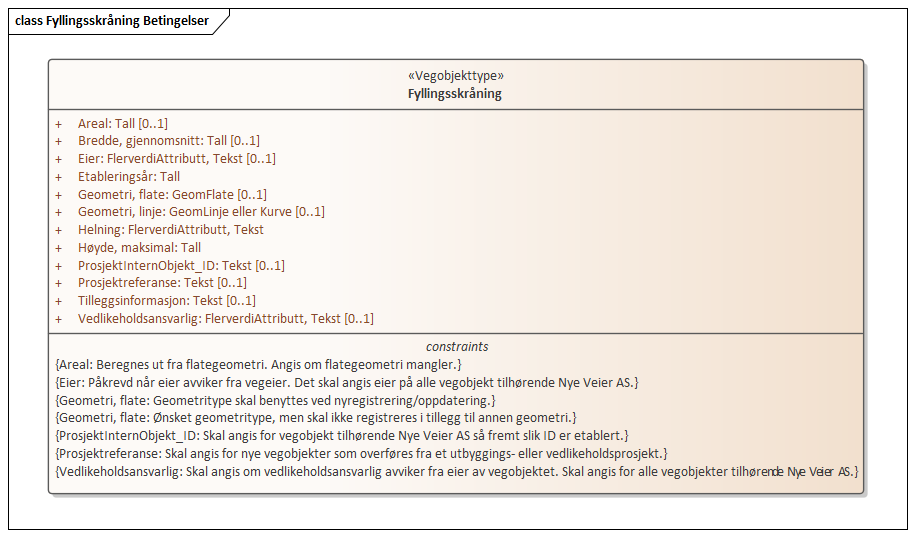 class Fyllingsskråning Betingelser
«Vegobjekttype»
Fyllingsskråning
+ Areal: Tall [0..1]
+ Bredde, gjennomsnitt: Tall [0..1]
+ Eier: FlerverdiAttributt, Tekst [0..1]
+ Etableringsår: Tall
+ Geometri, flate: GeomFlate [0..1]
+ Geometri, linje: GeomLinje eller Kurve [0..1]
+ Helning: FlerverdiAttributt, Tekst
+ Høyde, maksimal: Tall
+ ProsjektInternObjekt_ID: Tekst [0..1]
+ Prosjektreferanse: Tekst [0..1]
+ Tilleggsinformasjon: Tekst [0..1]
+ Vedlikeholdsansvarlig: FlerverdiAttributt, Tekst [0..1]
constraints
{Areal: Beregnes ut fra flategeometri. Angis om flategeometri mangler.}
{Eier: Påkrevd når eier avviker fra vegeier. Det skal angis eier på alle vegobjekt tilhørende Nye Veier AS.}
{Geometri, flate: Geometritype skal benyttes ved nyregistrering/oppdatering.}
{Geometri, flate: Ønsket geometritype, men skal ikke registreres i tillegg til annen geometri.}
{ProsjektInternObjekt_ID: Skal angis for vegobjekt tilhørende Nye Veier AS så fremt slik ID er etablert.}
{Prosjektreferanse: Skal angis for nye vegobjekter som overføres fra et utbyggings- eller vedlikeholdsprosjekt.}
{Vedlikeholdsansvarlig: Skal angis om vedlikeholdsansvarlig avviker fra eier av vegobjektet. Skal angis for alle vegobjekter tilhørende Nye Veier AS.}